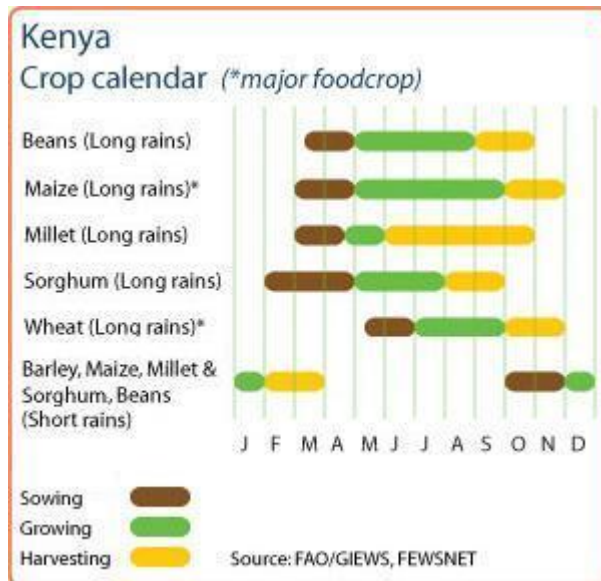 Kenya
Crop calendar (*major foodcrop)
Beans (Long rains)
Maize (Long rains)*
Millet (Long rains)
Sorghum (Long rains)
Wheat (Long rains)*
Barley, Maize, Millet &
Sorghum, Beans
(Short rains)
J F M A M J J A S O N D
Sowing
Growing
Harvesting
Source: FAO/GIEWS, FEWSNET